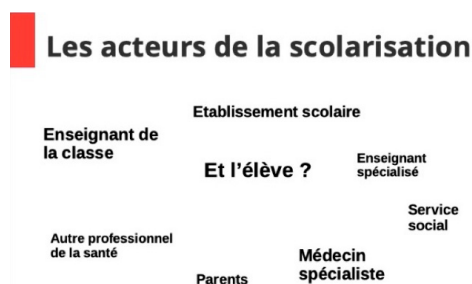 Les acteurs de la scolarisation
Etablissement scolaire
Enseignant de
la classe
Et l'élève ?
Enseignant
spécialisé
Service
social
Autre professionnel
de la santé
Médecin
spécialiste
Parents